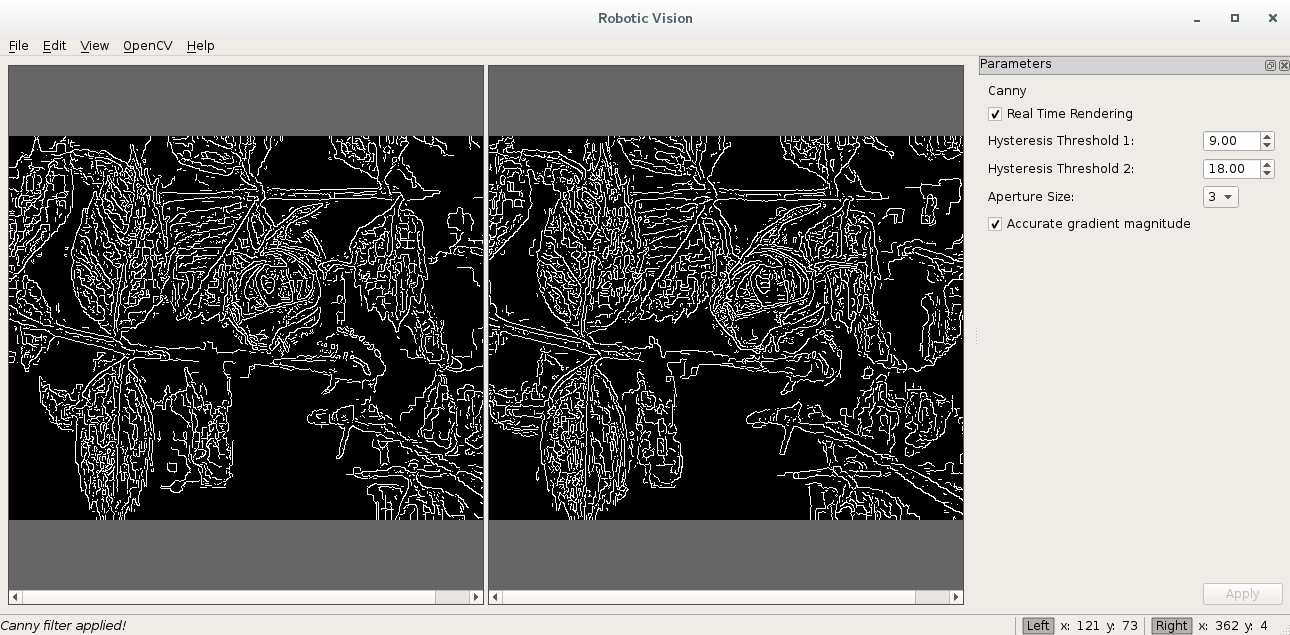 Robotic Vision
File Edit View OpenCV Help
Parameters
Canny
Real Time Rendering
Hysteresis Threshold 1: 9.00
Hysteresis Threshold 2: 18.00
Aperture Size: 3
Accurate gradient magnitude
Apply
Canny filter applied! Left x: 121 y: 73 Right x: 362 y: 4